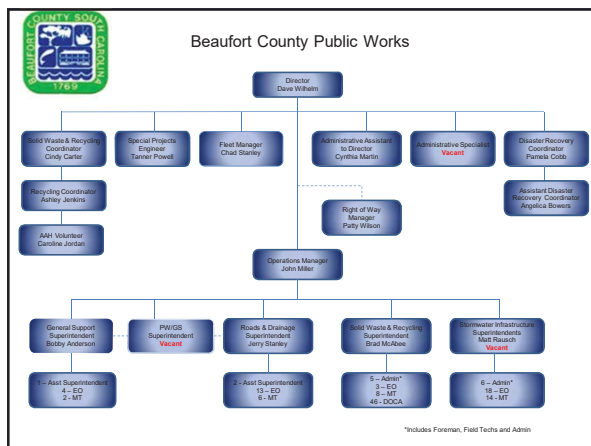 BEAUFORT COUNTY SOUTH CAROLINA
1769
Beaufort County Public Works
Director
Dave Wilhelm
Solid Waste & Recycling
Coordinator
Cindy Carter
Special Projects
Engineer
Tanner Powell
Fleet Manager
Chad Stanley
Administrative Assistant
to Director
Cynthia Martin
Administrative Specialist
Vacant
Disaster Recovery
Coordinator
Pamela Cobb
Recycling Coordinator
Ashley Jenkins
Assistant Disaster
Recovery Coordinator
Angelica Bowers
AAH Volunteer
Caroline Jordan
Right of Way
Manager
Patty Wilson
Operations Manager
John Miller
General Support
Superintendent
Bobby Anderson
PW/GS
Superintendent
Vacant
Roads & Drainage
Superintendent
Jerry Stanley
Solid Waste & Recycling
Superintendent
Brad McAbee
Stormwater Infrastructure
Superintendents
Matt Rausch
Vacant
1 – Asst Superintendent
4 – EO
2 - MT
2 - Asst Superintendent
13 – EO
6 - MT
5 – Admin*
3 – EO
8 – MT
46 - DOCA
6 – Admin*
18 – EO
14 - MT
*Includes Foreman, Field Techs and Admin